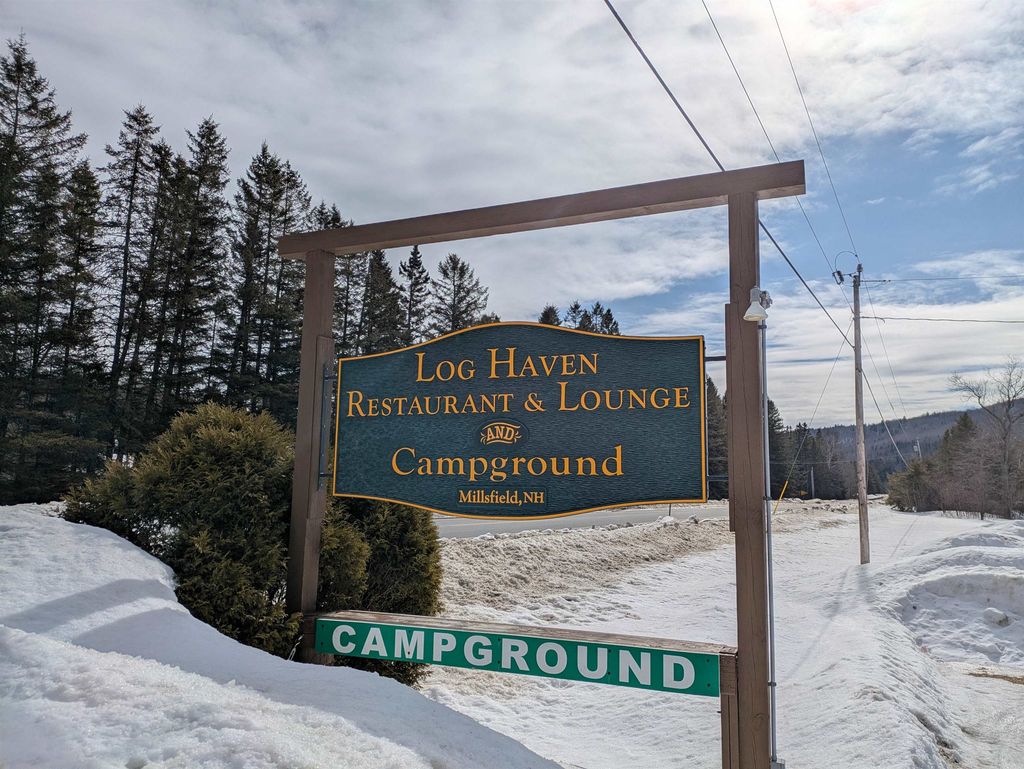 Log Haven
Restaurant & Lounge
AND
Campground
Millsfield, NH
CAMPGROUND